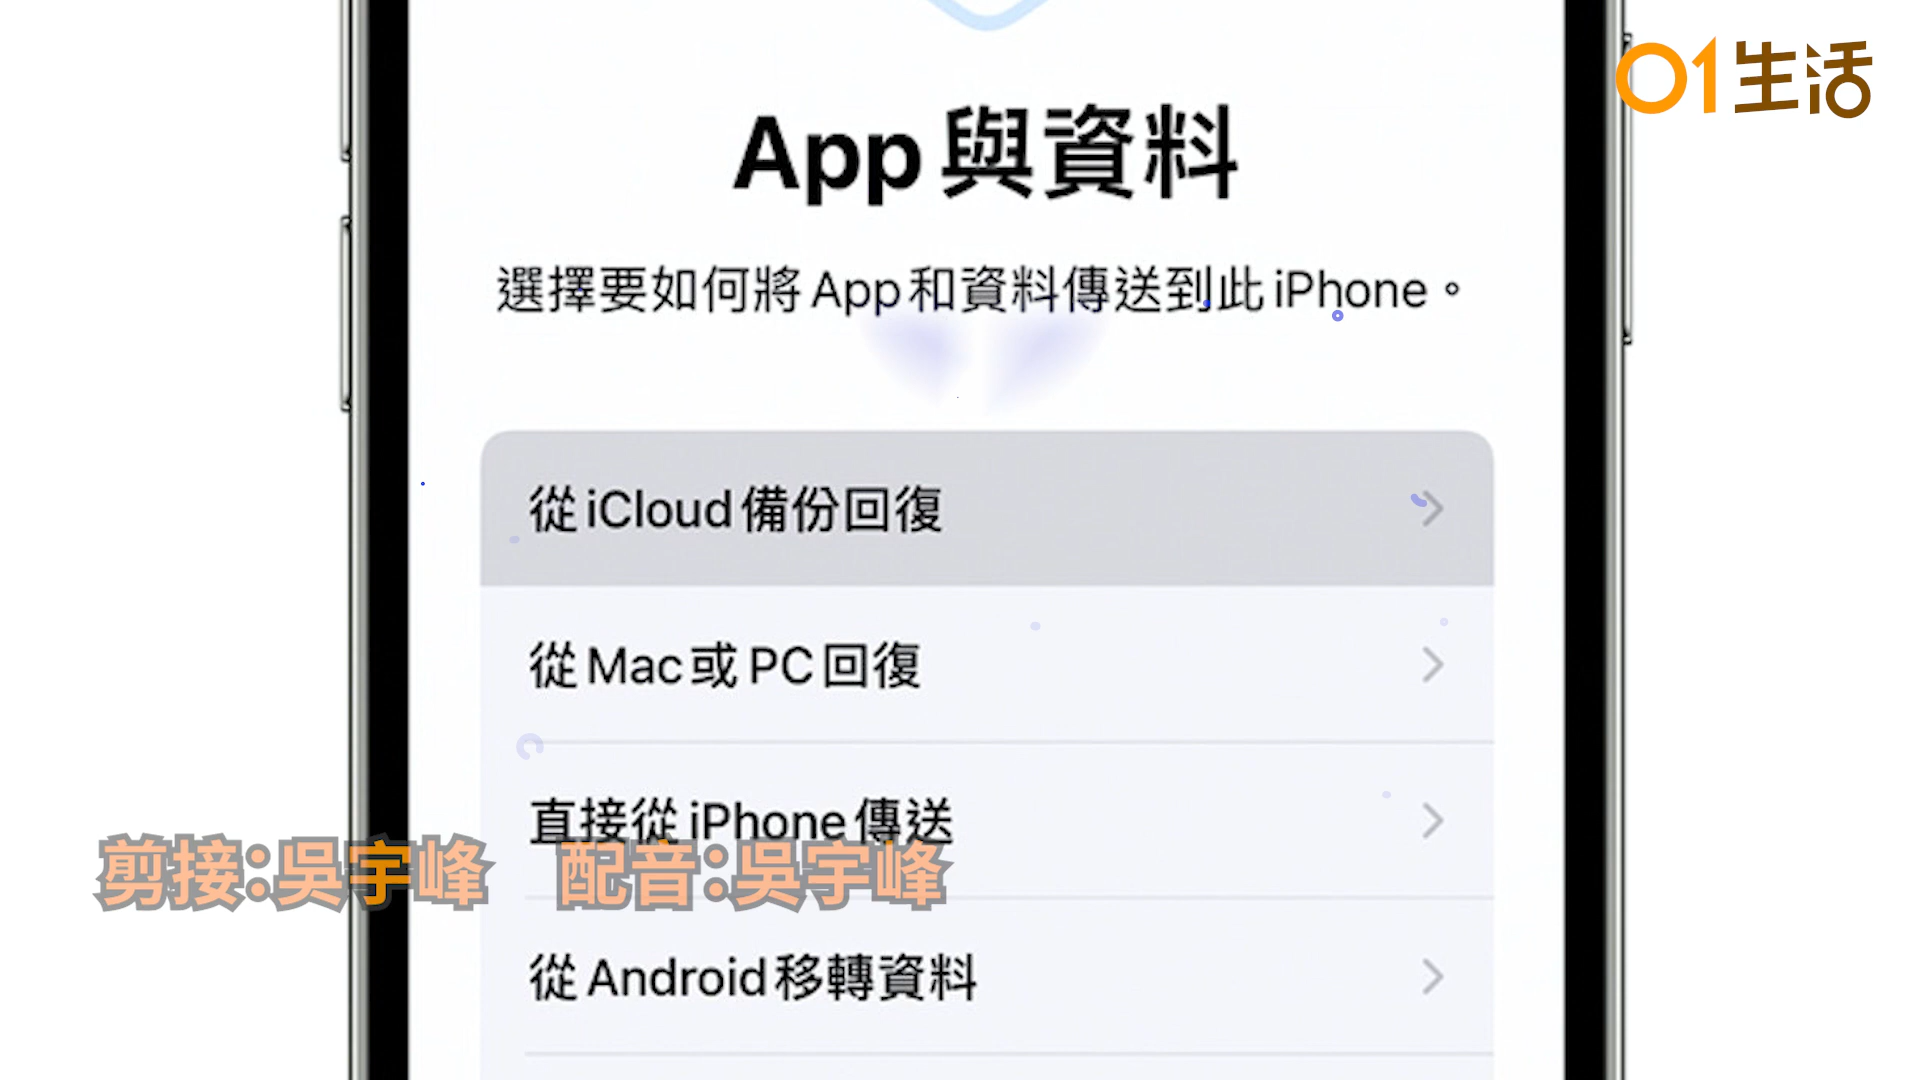 01生活
App與資料
選擇要如何將App和資料傳送到此iPhone。
從iCloud備份回復
從Mac或PC回復
直接從iPhone傳送
剪接:吳宇峰 配音:吳宇峰
從Android移轉資料